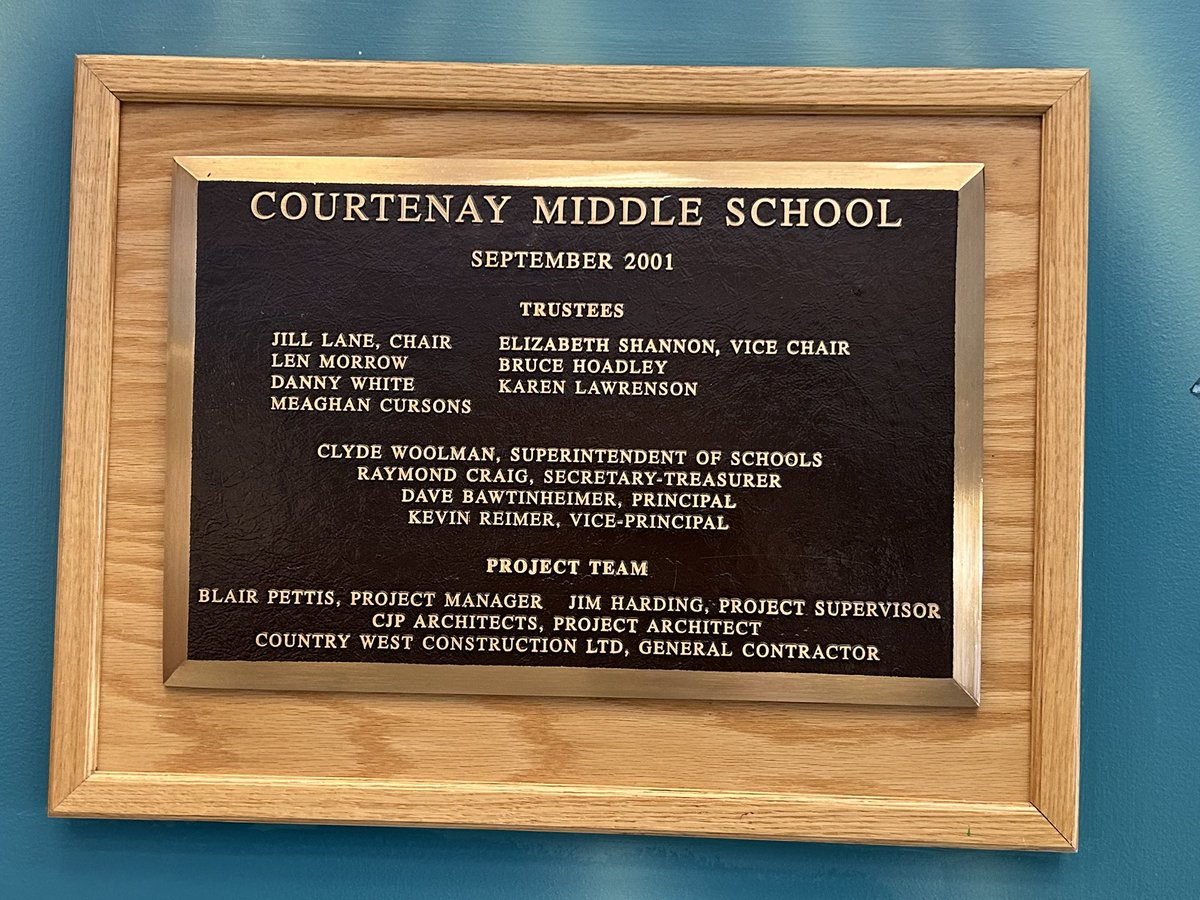 COURTENAY MIDDLE SCHOOL
SEPTEMBER 2001
TRUSTEES
JILL LANE, CHAIR ELIZABETH SHANNON, VICE CHAIR
LEN MORROW BRUCE HOADLEY
DANNY WHITE KAREN LAWRENSON
MEAGHAN CURSONS
CLYDE WOOLMAN, SUPERINTENDENT OF SCHOOLS
RAYMOND CRAIG, SECRETARY-TREASURER
DAVE BAWTINHEIMER, PRINCIPAL
KEVIN REIMER, VICE-PRINCIPAL
PROJECT TEAM
BLAIR PETTIS, PROJECT MANAGER JIM HARDING, PROJECT SUPERVISOR
CJP ARCHITECTS, PROJECT ARCHITECT
COUNTRY WEST CONSTRUCTION LTD, GENERAL CONTRACTOR